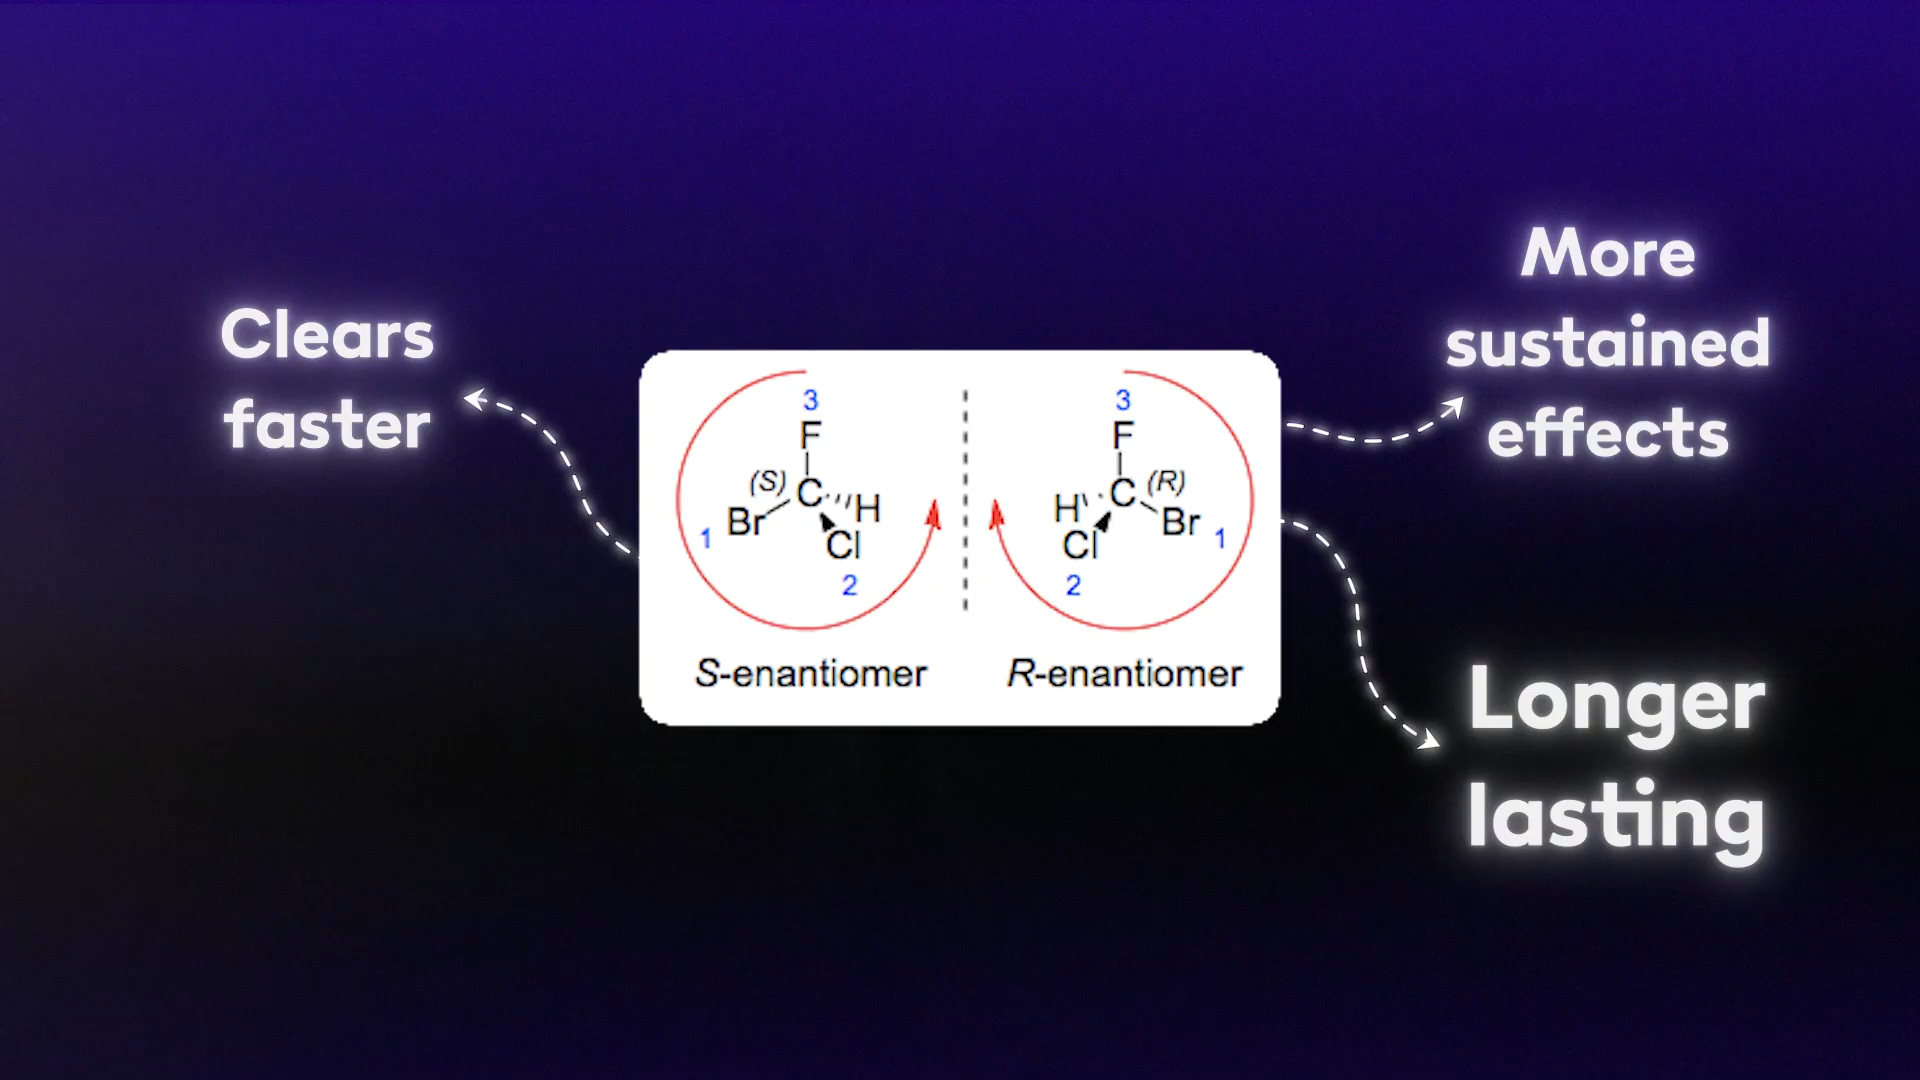 Clears
faster
3
F
(S)
C
H
Br
1
Cl
2
S-enantiomer
3
F
C
(R)
H
Br
1
Cl
2
R-enantiomer
More
sustained
effects
Longer
lasting